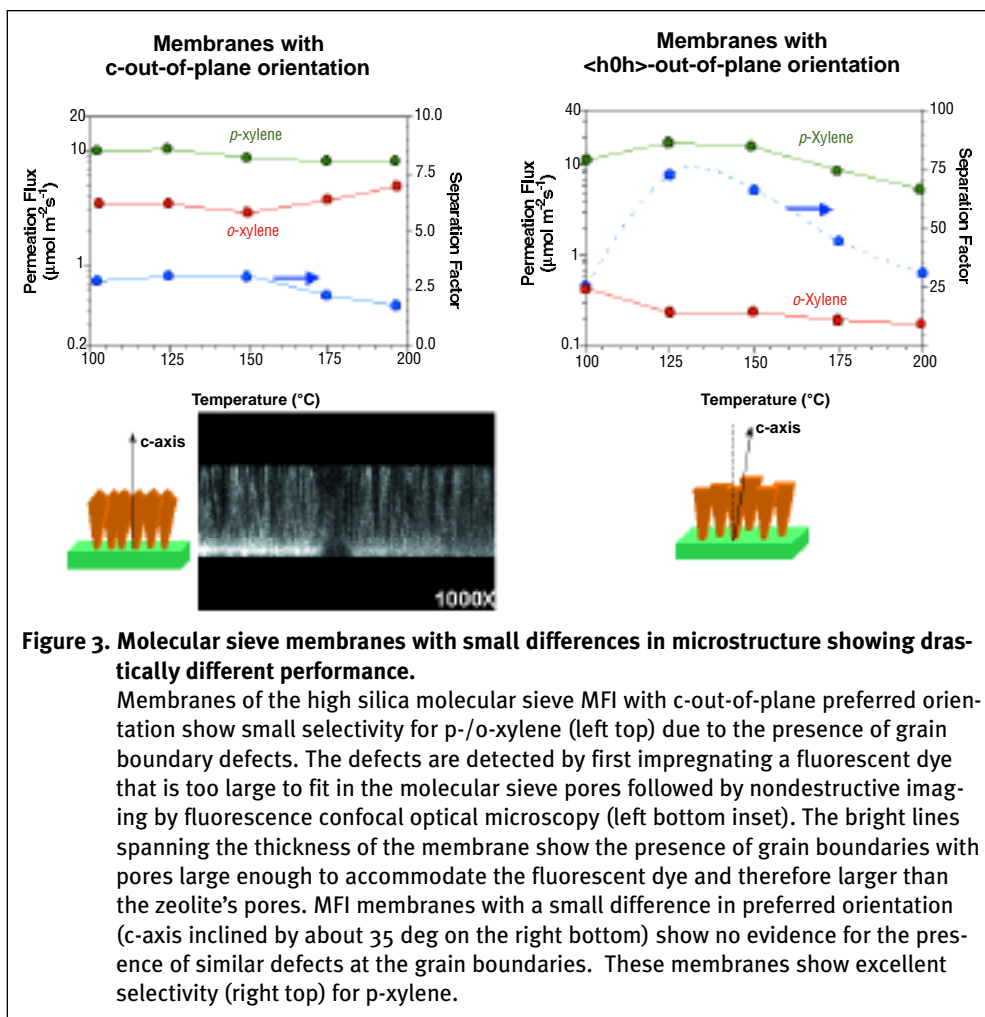 Membranes with
c-out-of-plane orientation
Membranes with
<h0h>-out-of-plane orientation
20
10
1
0.2
Permeation Flux
(µmol m⁻²s⁻¹)
p-xylene
o-xylene
10.0
7.5
5.0
2.5
0.0
Separation Factor
100 125 150 175 200
Temperature (°C)
40
10
1
0.1
Permeation Flux
(µmol m⁻²s⁻¹)
p-Xylene
o-Xylene
100
75
50
25
Separation Factor
100 125 150 175 200
Temperature (°C)
c-axis
1000X
c-axis
Figure 3. Molecular sieve membranes with small differences in microstructure showing dras-
tically different performance.
Membranes of the high silica molecular sieve MFI with c-out-of-plane preferred orien-
tation show small selectivity for p-/o-xylene (left top) due to the presence of grain
boundary defects. The defects are detected by first impregnating a fluorescent dye
that is too large to fit in the molecular sieve pores followed by nondestructive imag-
ing by fluorescence confocal optical microscopy (left bottom inset). The bright lines
spanning the thickness of the membrane show the presence of grain boundaries with
pores large enough to accommodate the fluorescent dye and therefore larger than
the zeolite's pores. MFI membranes with a small difference in preferred orientation
(c-axis inclined by about 35 deg on the right bottom) show no evidence for the pres-
ence of similar defects at the grain boundaries.  These membranes show excellent
selectivity (right top) for p-xylene.